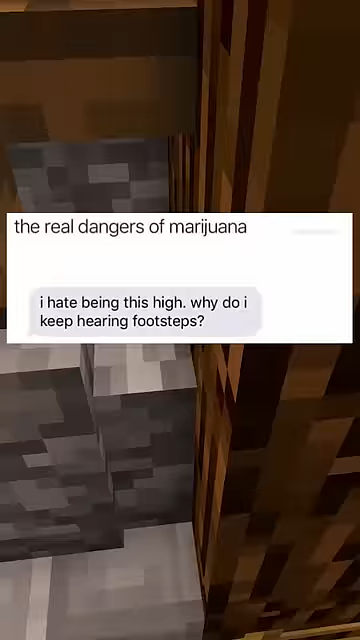 the real dangers of marijuana
i hate being this high. why do i
keep hearing footsteps?